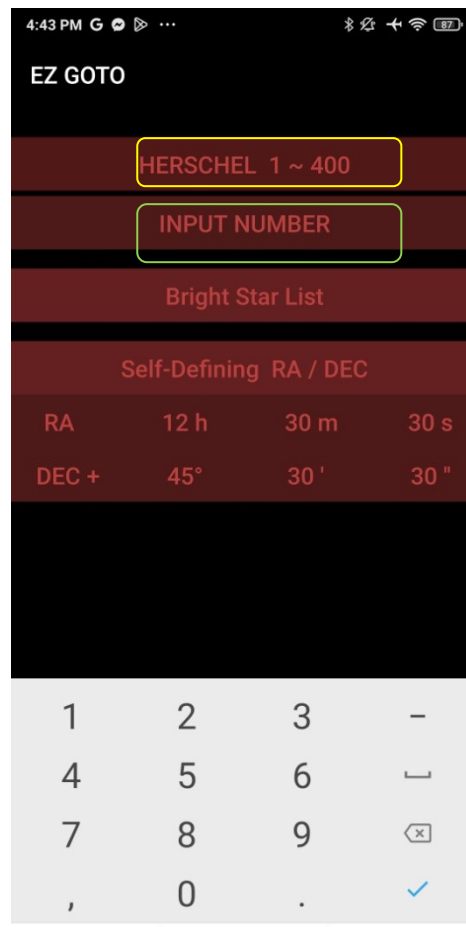 4:43 PM G ... 87
EZ GOTO
HERSCHEL 1 ~ 400
INPUT NUMBER
Bright Star List
Self-Defining RA / DEC
RA 12 h 30 m 30 s
DEC + 45° 30 ' 30 "
1 2 3 -
4 5 6
7 8 9
, 0 .